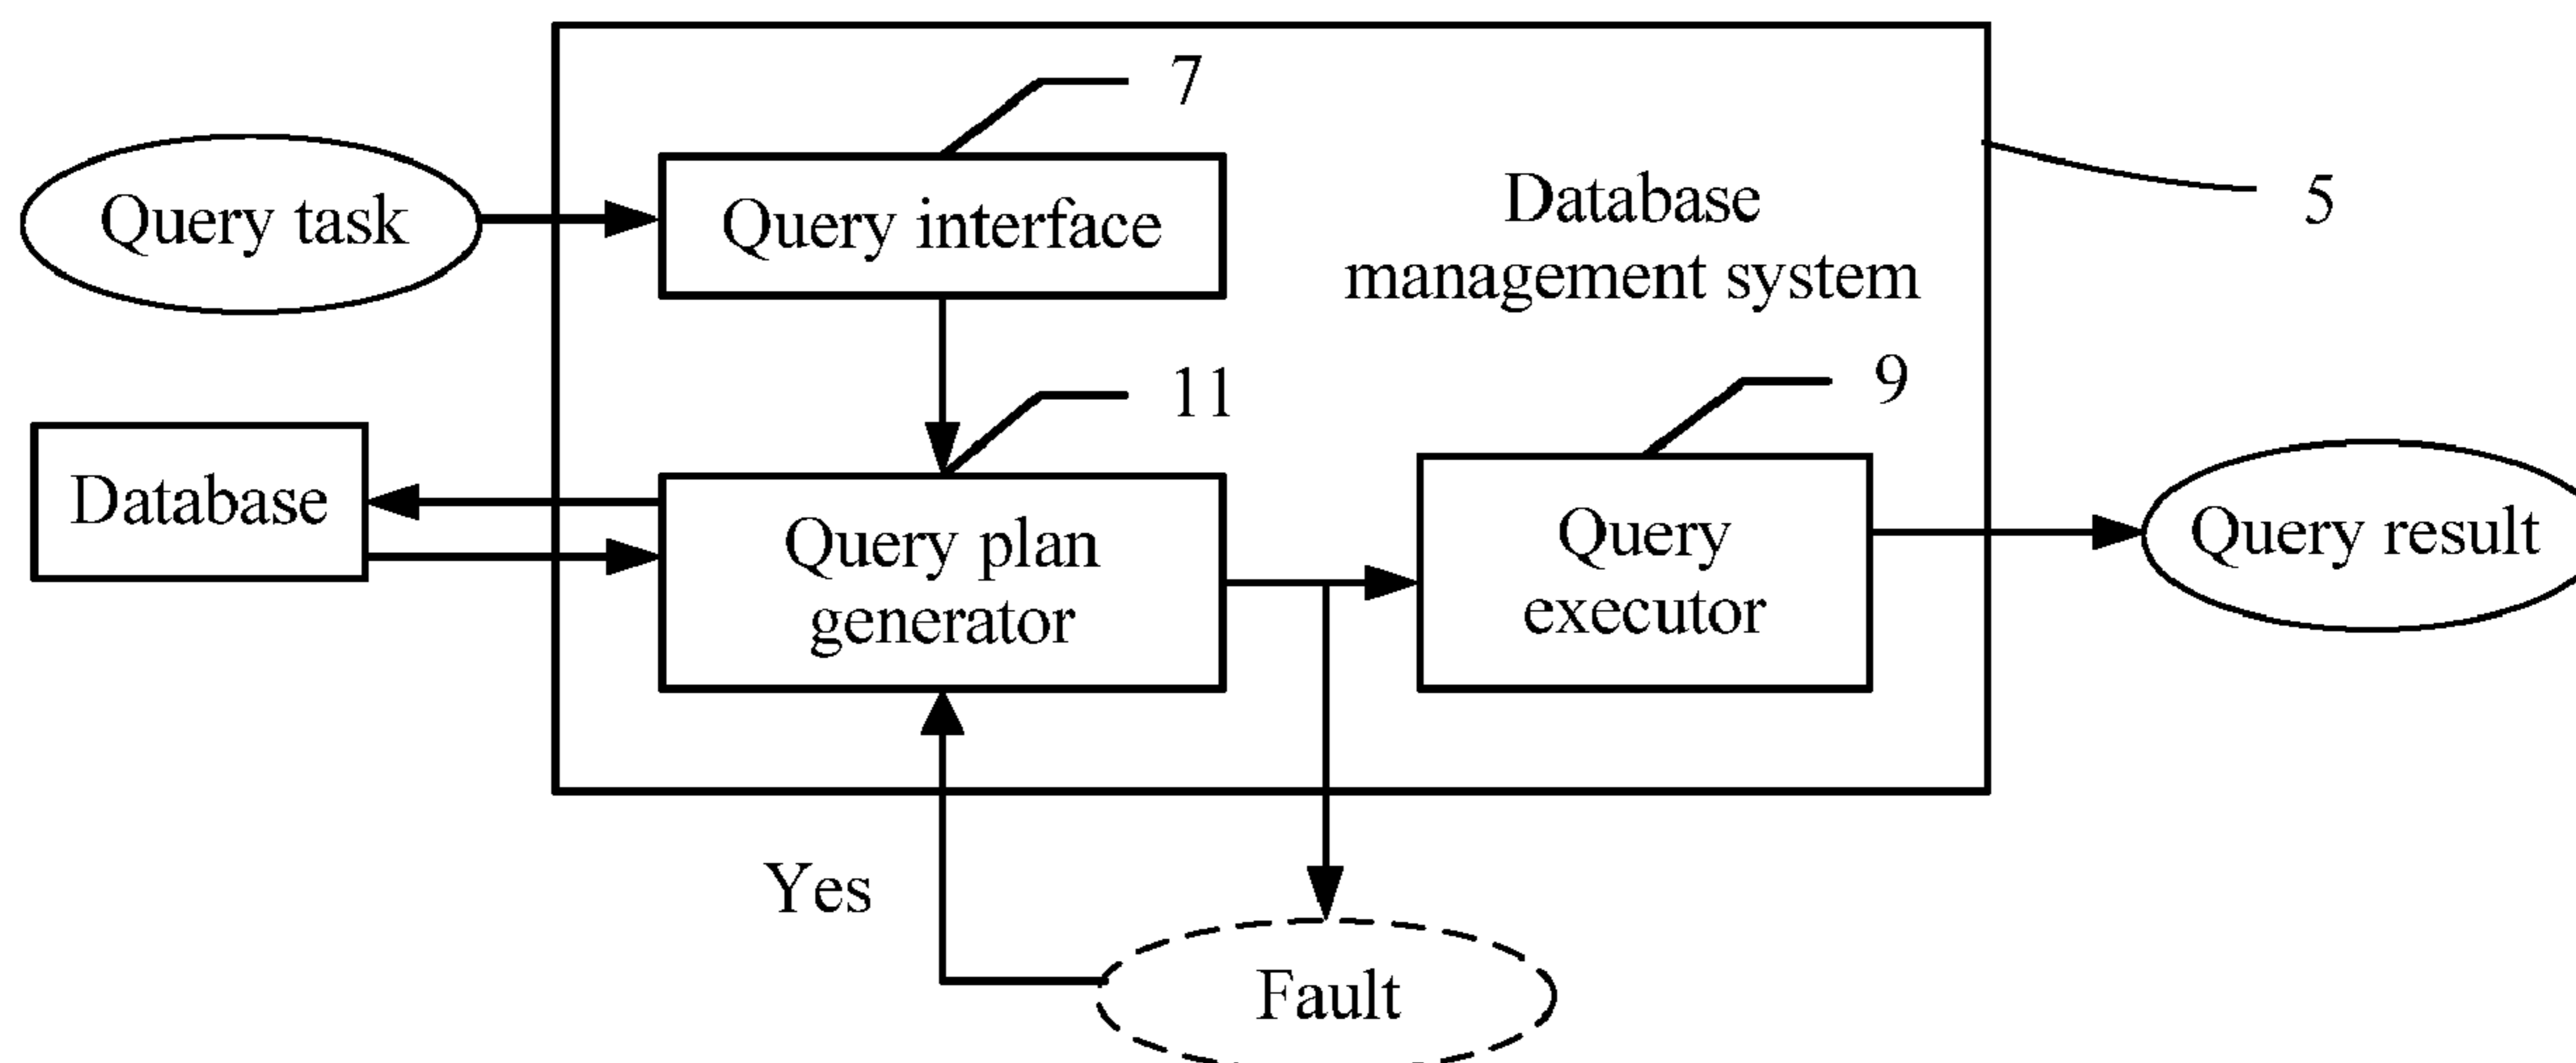 7
Query task
Query interface
Database
management system
5
11
9
Database
Query plan
generator
Query
executor
Query result
Yes
Fault